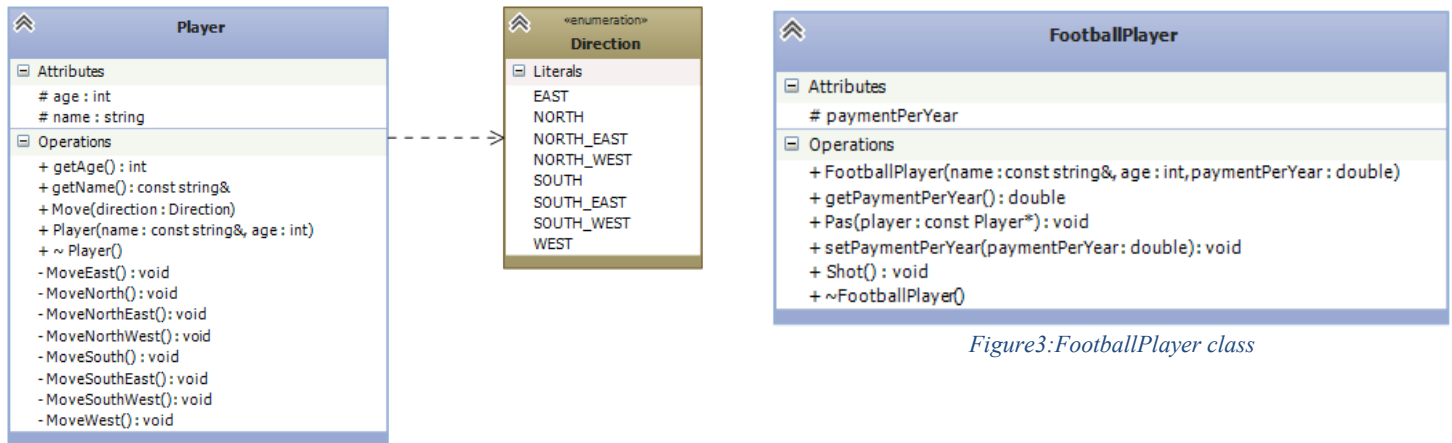 Player
Attributes
# age : int
# name : string
Operations
+ getAge() : int
+ getName() : const string&
+ Move(direction : Direction)
+ Player(name : const string&, age : int)
+ ~ Player()
- MoveEast() : void
- MoveNorth() : void
- MoveNorthEast() : void
- MoveNorthWest() : void
- MoveSouth() : void
- MoveSouthEast() : void
- MoveSouthWest() : void
- MoveWest() : void
«enumeration»
Direction
Literals
EAST
NORTH
NORTH_EAST
NORTH_WEST
SOUTH
SOUTH_EAST
SOUTH_WEST
WEST
FootballPlayer
Attributes
# paymentPerYear
Operations
+ FootballPlayer(name : const string&, age : int, paymentPerYear : double)
+ getPaymentPerYear() : double
+ Pas(player : const Player*) : void
+ setPaymentPerYear(paymentPerYear: double): void
+ Shot() : void
+ ~FootballPlayer()
Figure3:FootballPlayer class